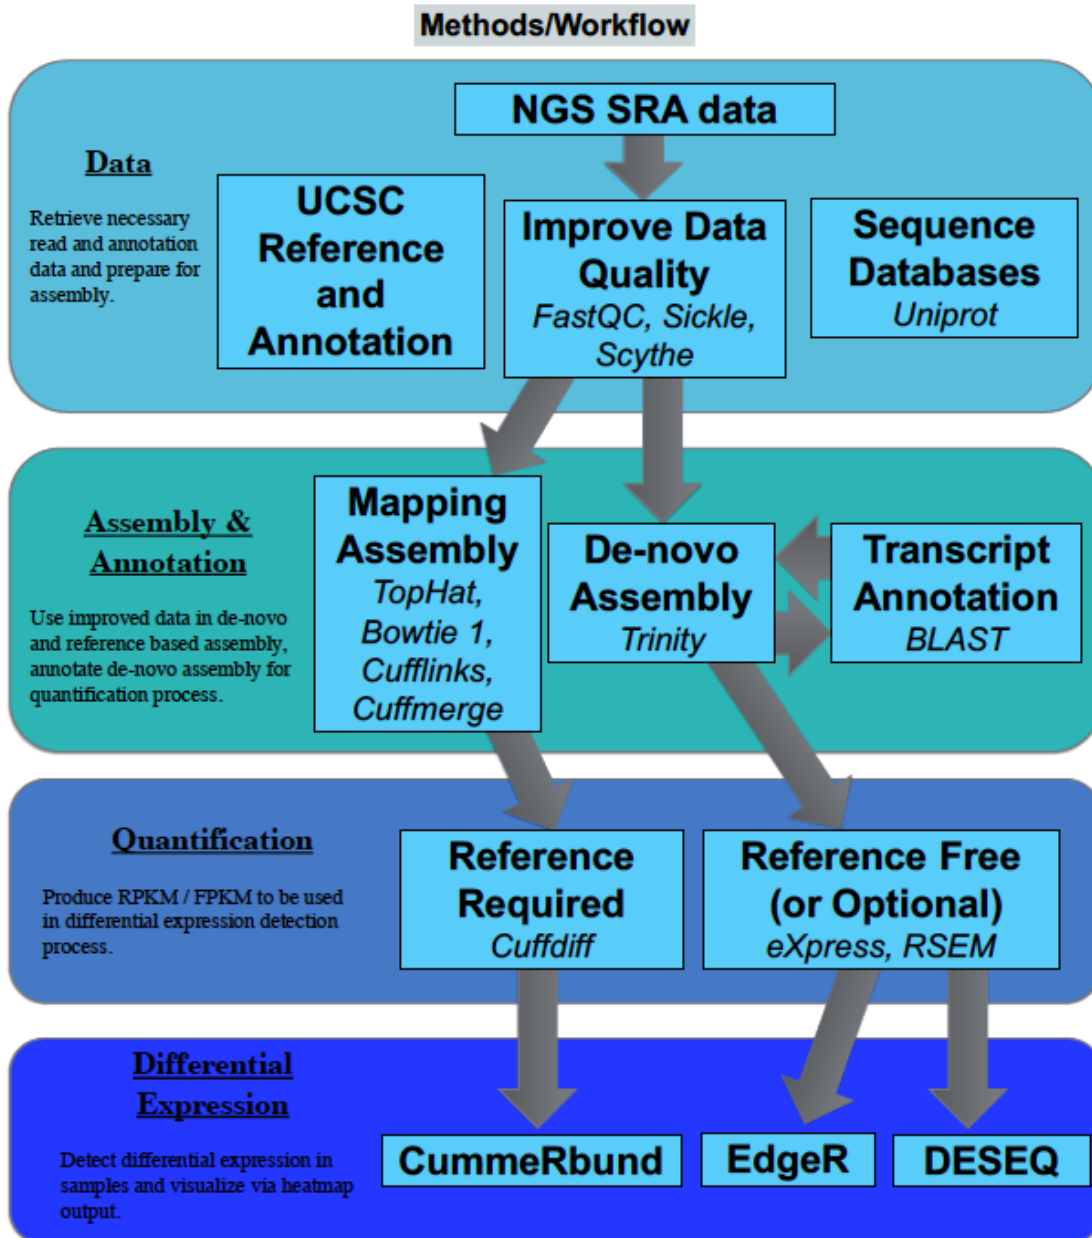 Methods/Workflow
NGS SRA data
Data
Retrieve necessary
read and annotation
data and prepare for
assembly.
UCSC
Reference
and
Annotation
Improve Data
Quality
FastQC, Sickle,
Scythe
Sequence
Databases
Uniprot
Assembly &
Annotation
Use improved data in de-novo
and reference based assembly,
annotate de-novo assembly for
quantification process.
Mapping
Assembly
TopHat,
Bowtie 1,
Cufflinks,
Cuffmerge
De-novo
Assembly
Trinity
Transcript
Annotation
BLAST
Quantification
Produce RPKM / FPKM to be used
in differential expression detection
process.
Reference
Required
Cuffdiff
Reference Free
(or Optional)
eXpress, RSEM
Differential
Expression
Detect differential expression in
samples and visualize via heatmap
output.
CummeRbund
EdgeR
DESEQ